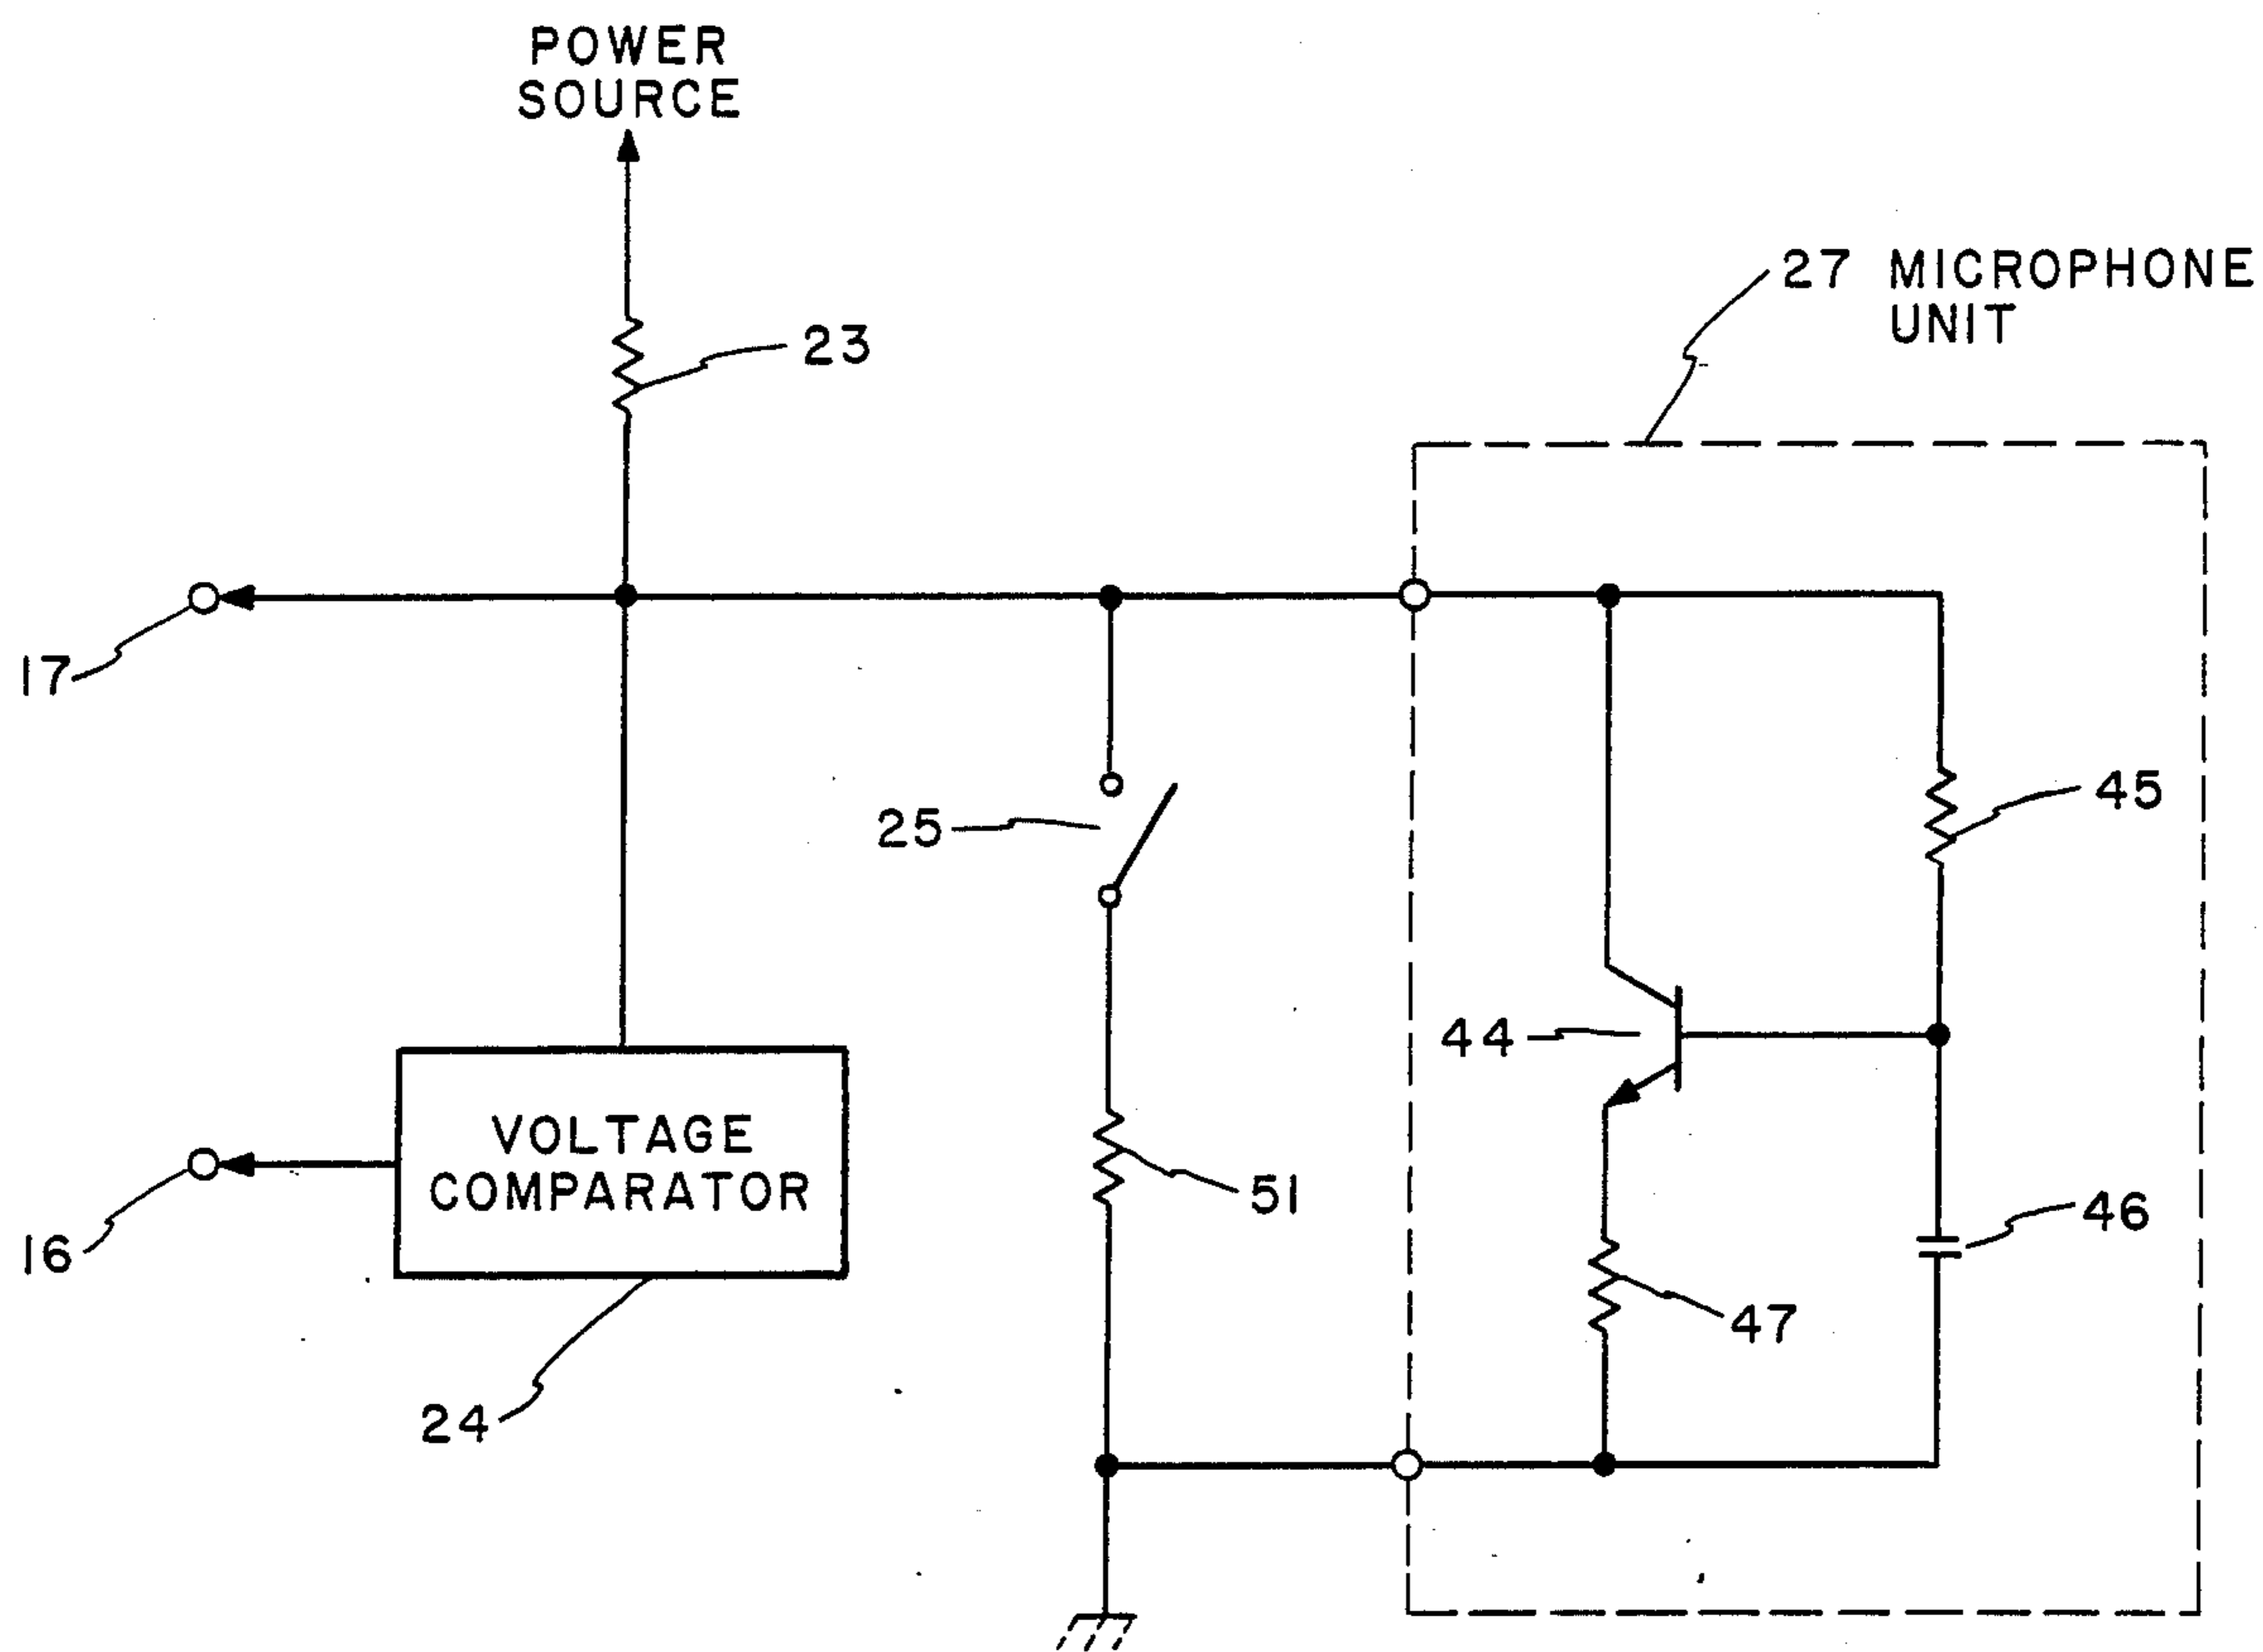 POWER
SOURCE
27 MICROPHONE
UNIT
23
17
25
45
44
VOLTAGE
COMPARATOR
51
46
16
47
24